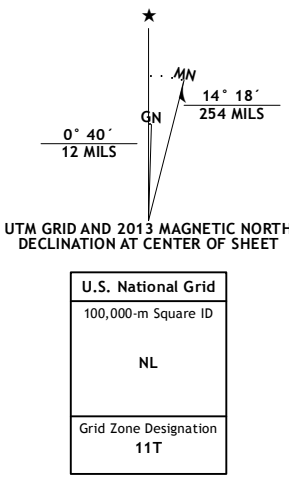 ★
MN
GN
14° 18´
254 MILS
0° 40´
12 MILS
UTM GRID AND 2013 MAGNETIC NORTH
DECLINATION AT CENTER OF SHEET
U.S. National Grid
100,000-m Square ID
NL
Grid Zone Designation
11T